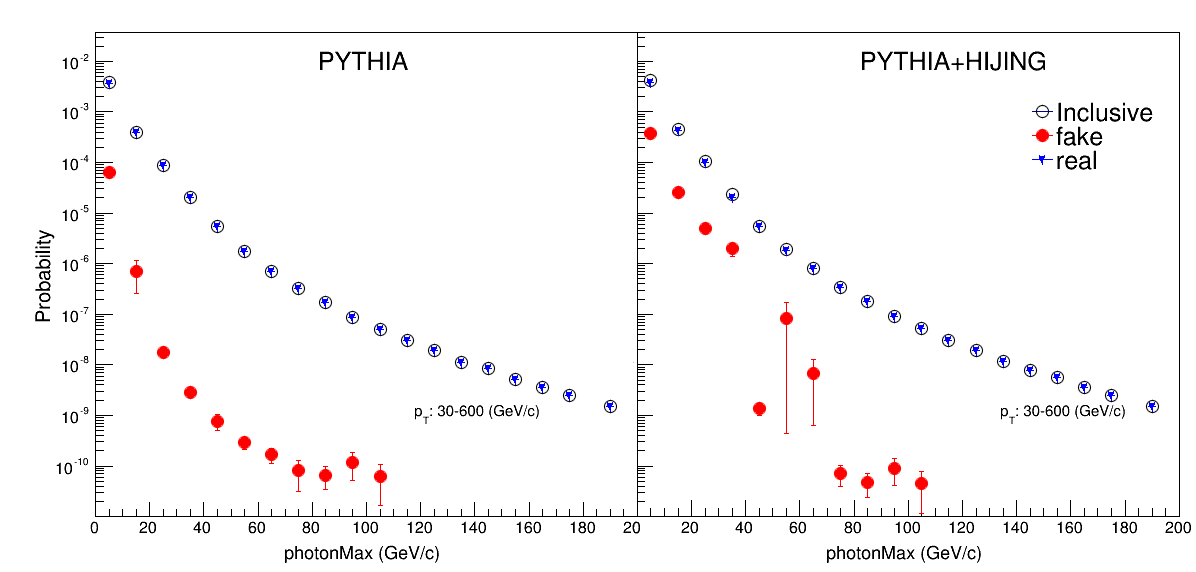 PYTHIA
PYTHIA+HIJING
Inclusive
fake
real
Probability
10-2
10-3
10-4
10-5
10-6
10-7
10-8
10-9
10-10
pT: 30-600 (GeV/c)
pT: 30-600 (GeV/c)
0 20 40 60 80 100 120 140 160 180 20
20 40 60 80 100 120 140 160 180 200
photonMax (GeV/c)
photonMax (GeV/c)